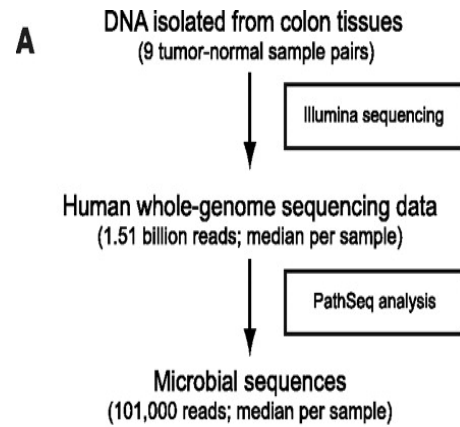 A
DNA isolated from colon tissues
(9 tumor-normal sample pairs)
Illumina sequencing
Human whole-genome sequencing data
(1.51 billion reads; median per sample)
PathSeq analysis
Microbial sequences
(101,000 reads; median per sample)